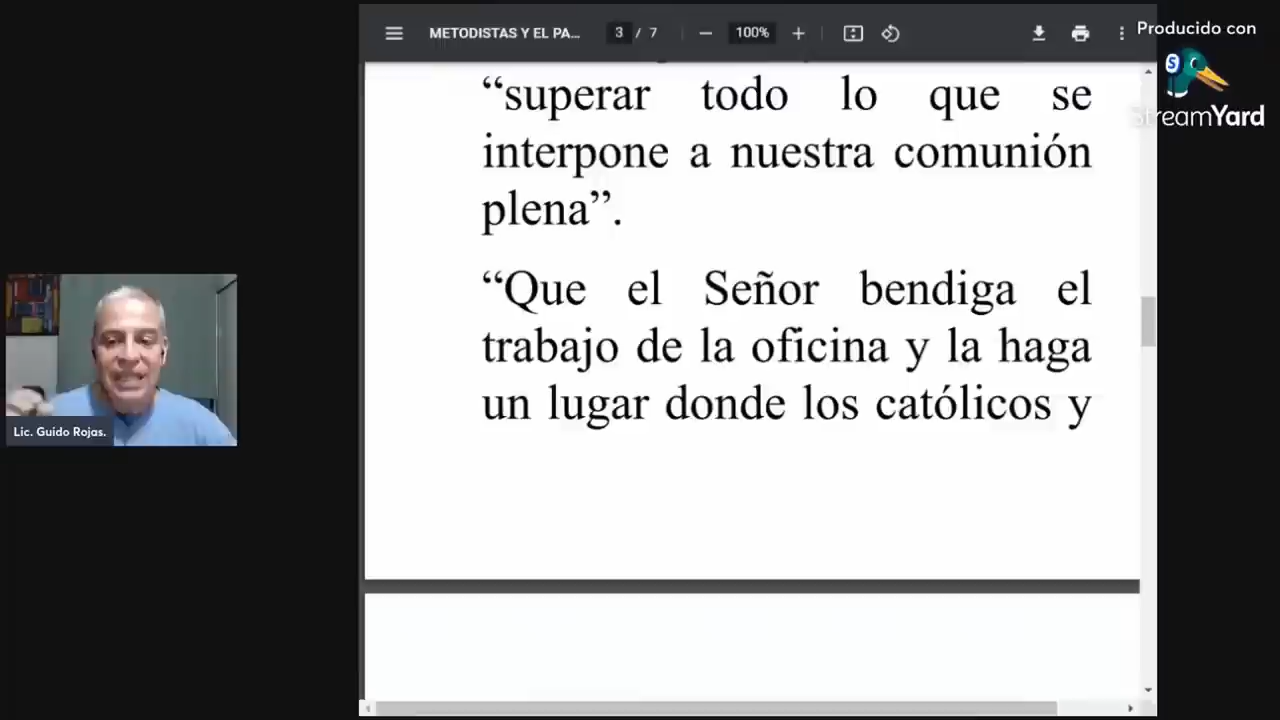 METODISTAS Y EL PA...
3 / 7
100%
Producido con
StreamYard
“superar todo lo que se
interpone a nuestra comunión
plena”.
“Que el Señor bendiga el
trabajo de la oficina y la haga
un lugar donde los católicos y
Lic. Guido Rojas.